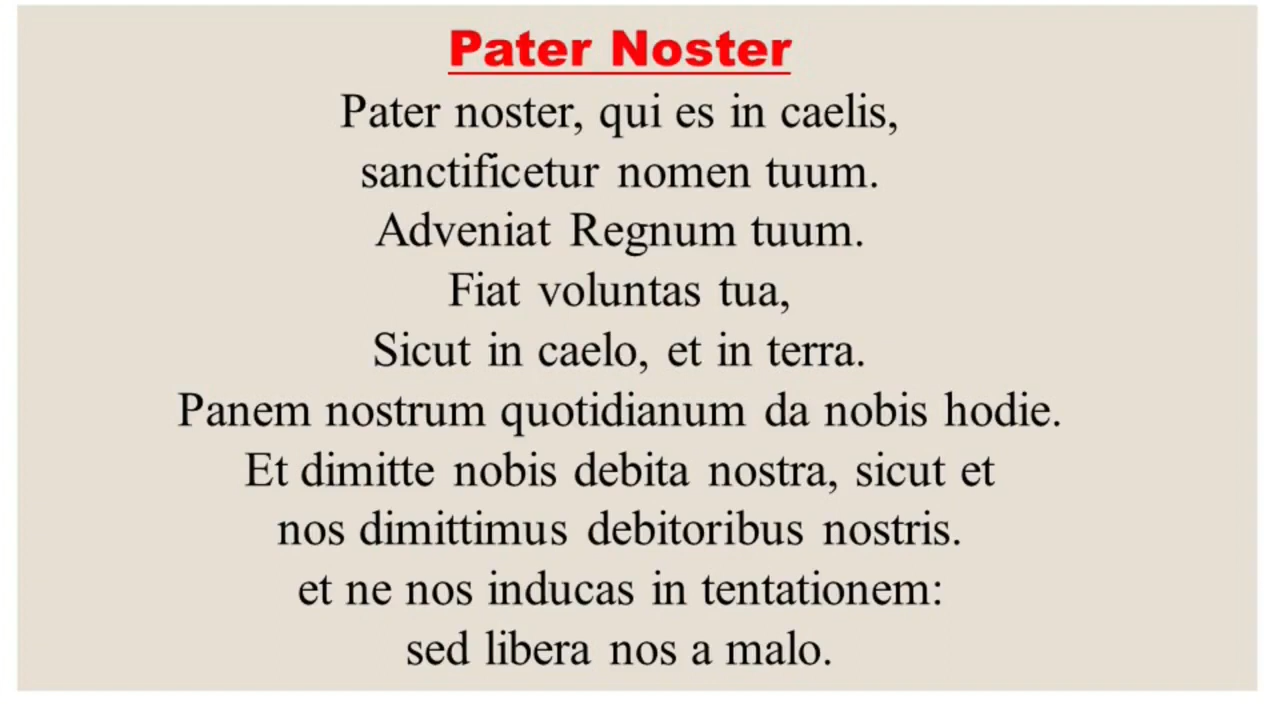 Pater Noster
Pater noster, qui es in caelis,
sanctificetur nomen tuum.
Adveniat Regnum tuum.
Fiat voluntas tua,
Sicut in caelo, et in terra.
Panem nostrum quotidianum da nobis hodie.
Et dimitte nobis debita nostra, sicut et
nos dimittimus debitoribus nostris.
et ne nos inducas in tentationem:
sed libera nos a malo.